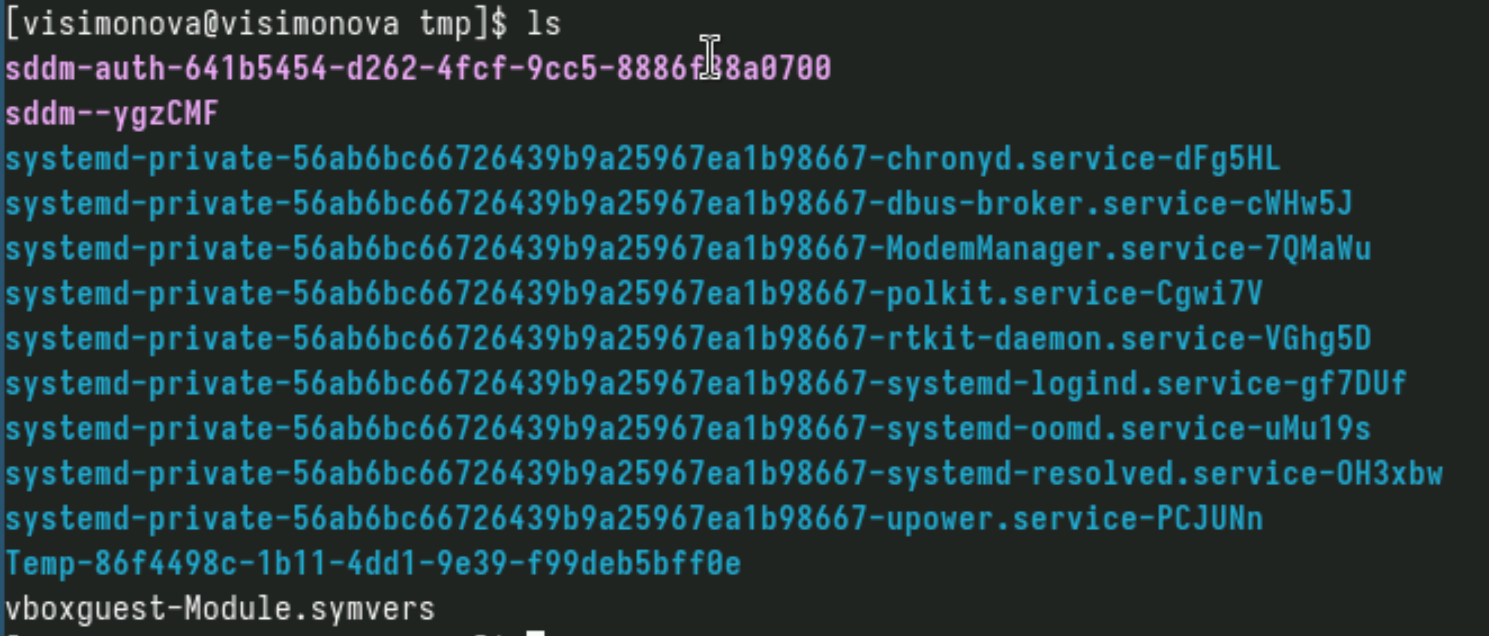 [visimonova@visimonova tmp]$ ls
sddm--ygzCMF
systemd-private-56ab6bc66726439b9a25967ea1b98667-chronyd.service-dFg5HL
systemd-private-56ab6bc66726439b9a25967ea1b98667-dbus-broker.service-cWHw5J
systemd-private-56ab6bc66726439b9a25967ea1b98667-ModemManager.service-7QMaWu
systemd-private-56ab6bc66726439b9a25967ea1b98667-polkit.service-Cgwi7V
systemd-private-56ab6bc66726439b9a25967ea1b98667-rtkit-daemon.service-VGhg5D
systemd-private-56ab6bc66726439b9a25967ea1b98667-systemd-logind.service-gf7DUf
systemd-private-56ab6bc66726439b9a25967ea1b98667-systemd-oomd.service-uMu19s
systemd-private-56ab6bc66726439b9a25967ea1b98667-systemd-resolved.service-OH3xbw
systemd-private-56ab6bc66726439b9a25967ea1b98667-upower.service-PCJUNn
Temp-86f4498c-1b11-4dd1-9e39-f99deb5bff0e
vboxguest-Module.symvers